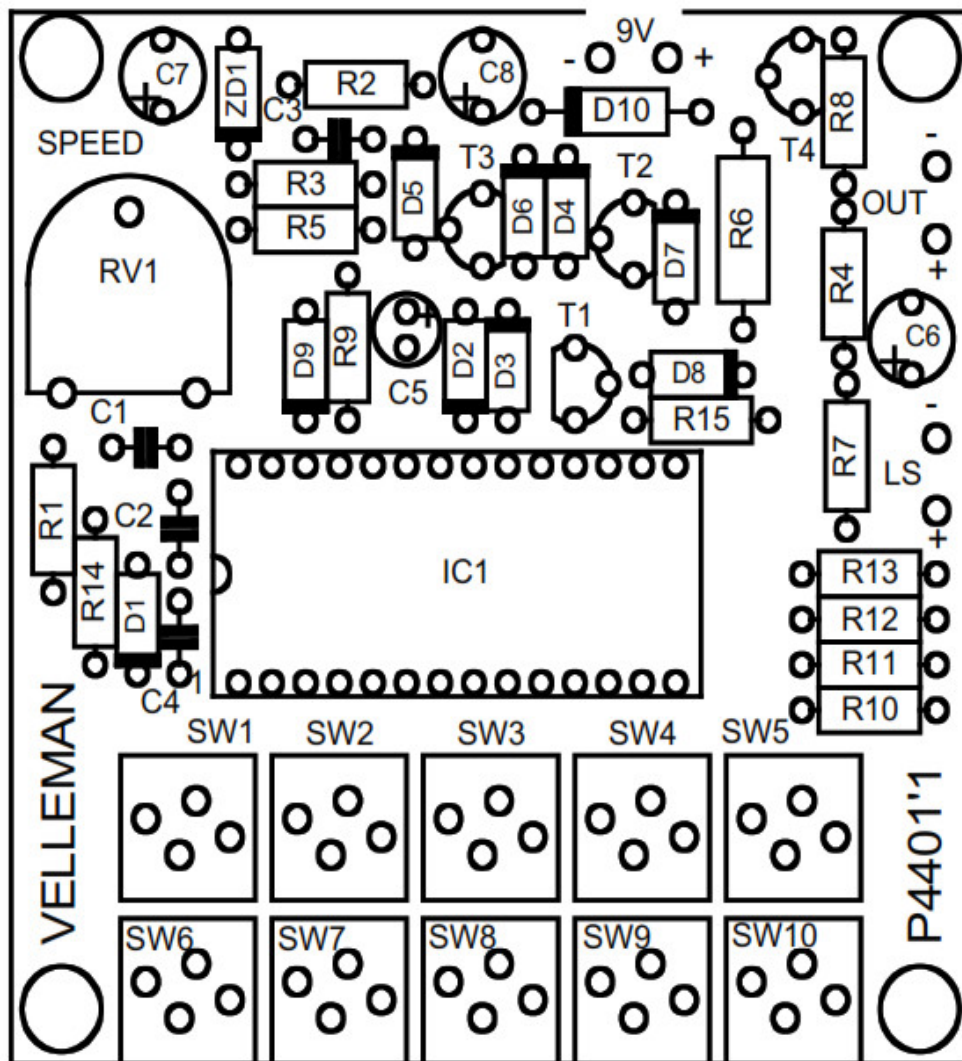 9V
C7
ZD1
C3
R2
C8
- +
D10
R8
T4
SPEED
-
R3
D5
T3
T2
R5
D6
D4
D7
R6
OUT
+
RV1
R4
D9
R9
+
C5
D2
D3
T1
C6
D8
R15
-
C1
R7
LS
+
R1
C2
IC1
R14
D1
R13
R12
R11
C4
1
R10
SW1 SW2 SW3 SW4 SW5
VELLEMAN
P4401'1
SW6 SW7 SW8 SW9 SW10